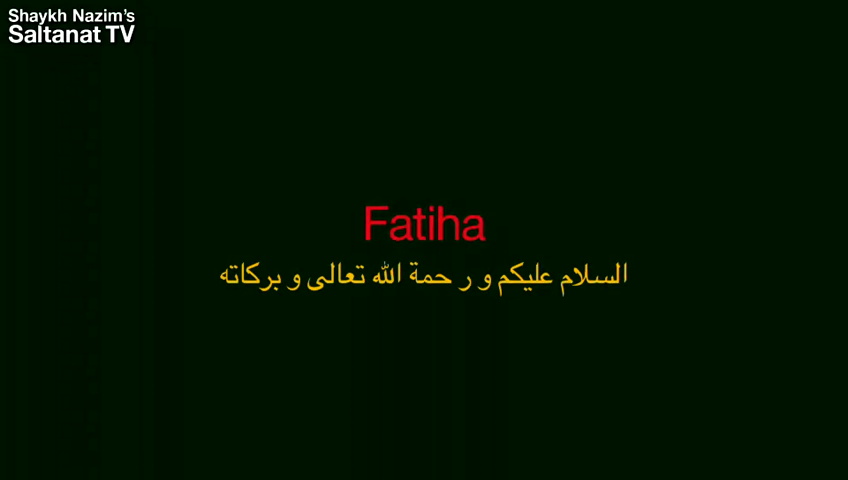 Shaykh Nazim's
Saltanat TV
Fatiha
السلام عليكم و ر حمة الله تعالى و بركاته